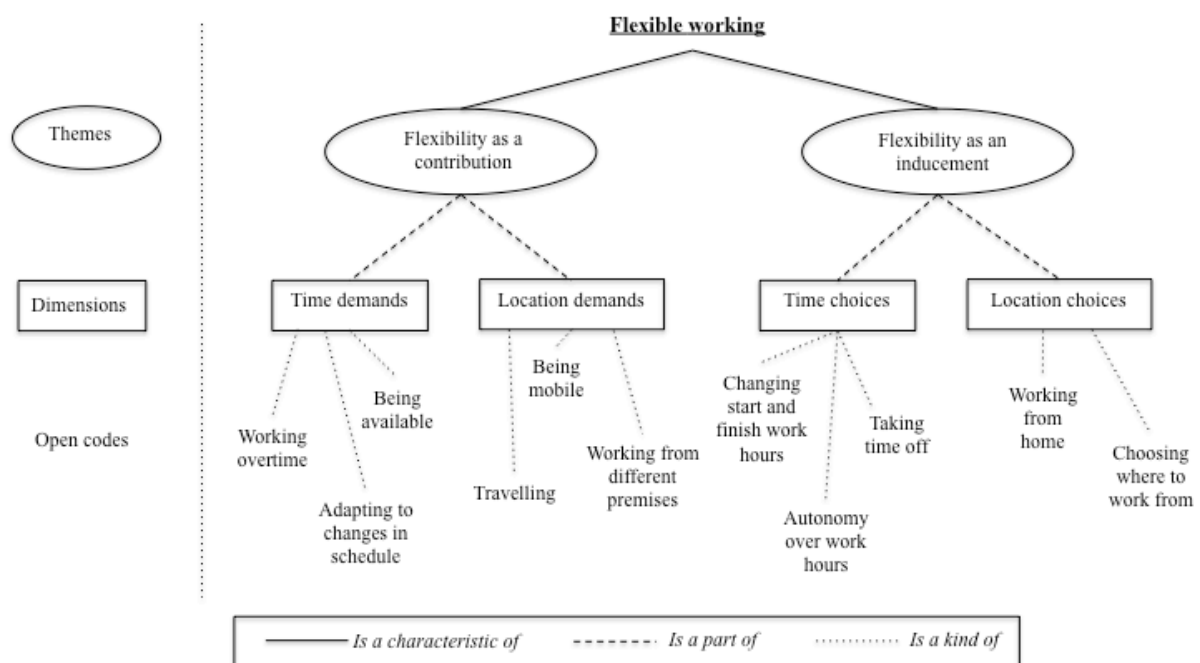 Flexible working
Themes
Flexibility as a
contribution
Flexibility as an
inducement
Dimensions
Time demands
Location demands
Time choices
Location choices
Open codes
Working
overtime
Adapting to
changes in
schedule
Being
available
Travelling
Being
mobile
Working from
different
premises
Changing
start and
finish work
hours
Autonomy
over work
hours
Taking
time off
Working
from
home
Choosing
where to
work from
Is a characteristic of
Is a part of
Is a kind of